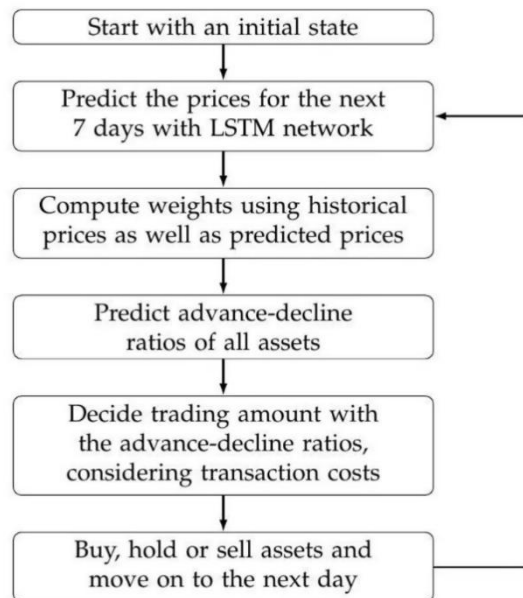 Start with an initial state
Predict the prices for the next
7 days with LSTM network
Compute weights using historical
prices as well as predicted prices
Predict advance-decline
ratios of all assets
Decide trading amount with
the advance-decline ratios,
considering transaction costs
Buy, hold or sell assets and
move on to the next day